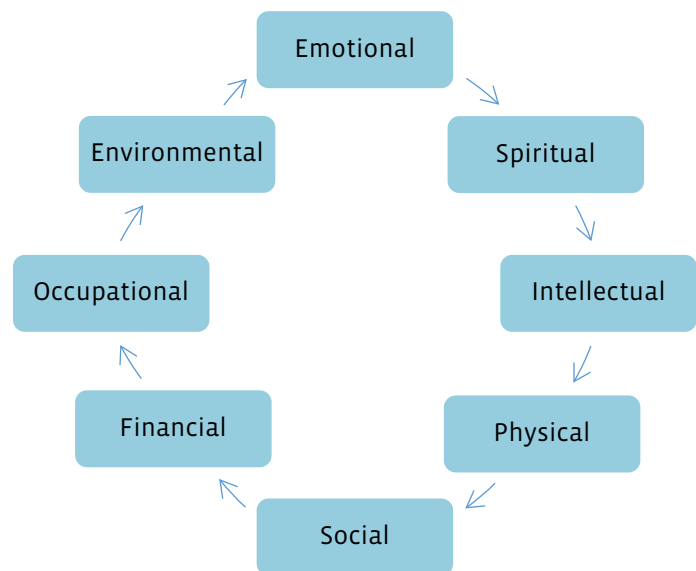 Emotional
Spiritual
Intellectual
Physical
Social
Financial
Occupational
Environmental